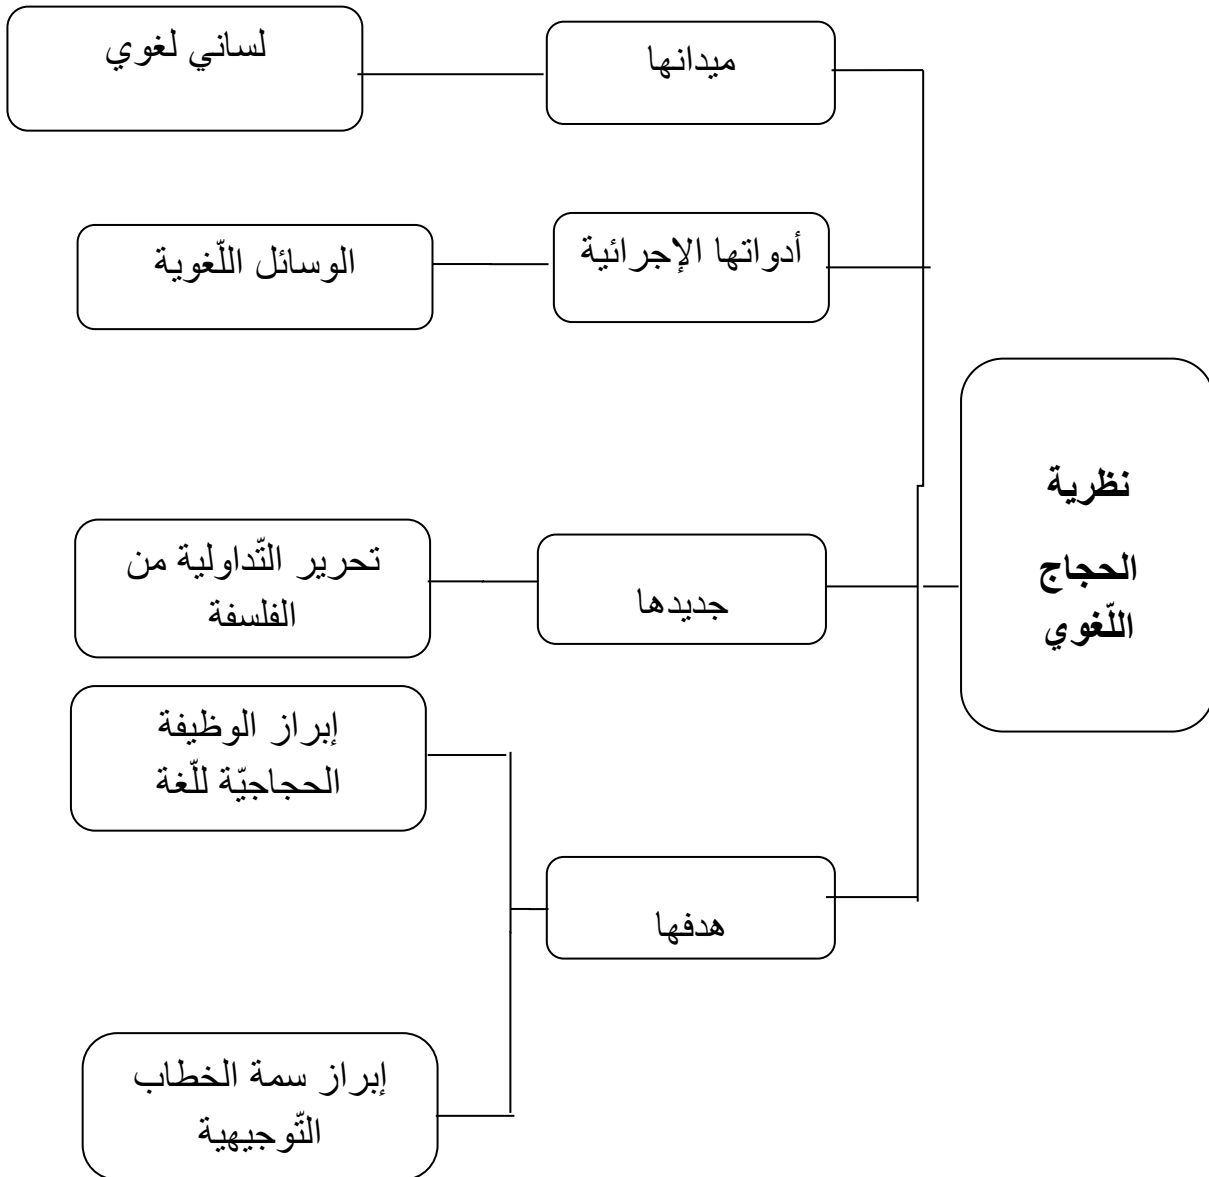 نظرية
الحجاج
اللّغوي
ميدانها
لساني لغوي
أدواتها الإجرائية
الوسائل اللّغوية
جديدها
تحرير التّداولية من
الفلسفة
هدفها
إبراز الوظيفة
الحجاجيّة للّغة
إبراز سمة الخطاب
التّوجيهية